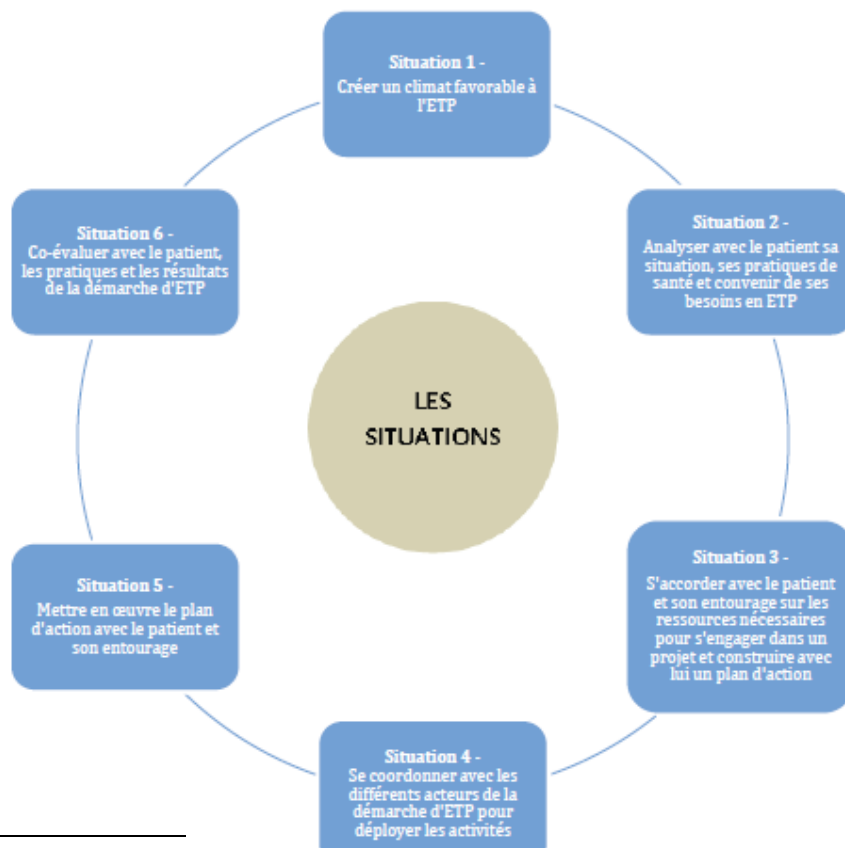 Situation 1 -
Créer un climat favorable à
l'ETP
Situation 2 -
Analyser avec le patient sa
situation, ses pratiques de
santé et convenir de ses
besoins en ETP
Situation 3 -
S'accorder avec le patient
et son entourage sur les
ressources nécessaires
pour s'engager dans un
projet et construire avec
lui un plan d'action
Situation 4 -
Se coordonner avec les
différents acteurs de la
démarche d'ETP pour
déployer les activités
Situation 5 -
Mettre en œuvre le plan
d'action avec le patient et
son entourage
Situation 6 -
Co-évaluer avec le patient,
les pratiques et les résultats
de la démarche d'ETP
LES
SITUATIONS